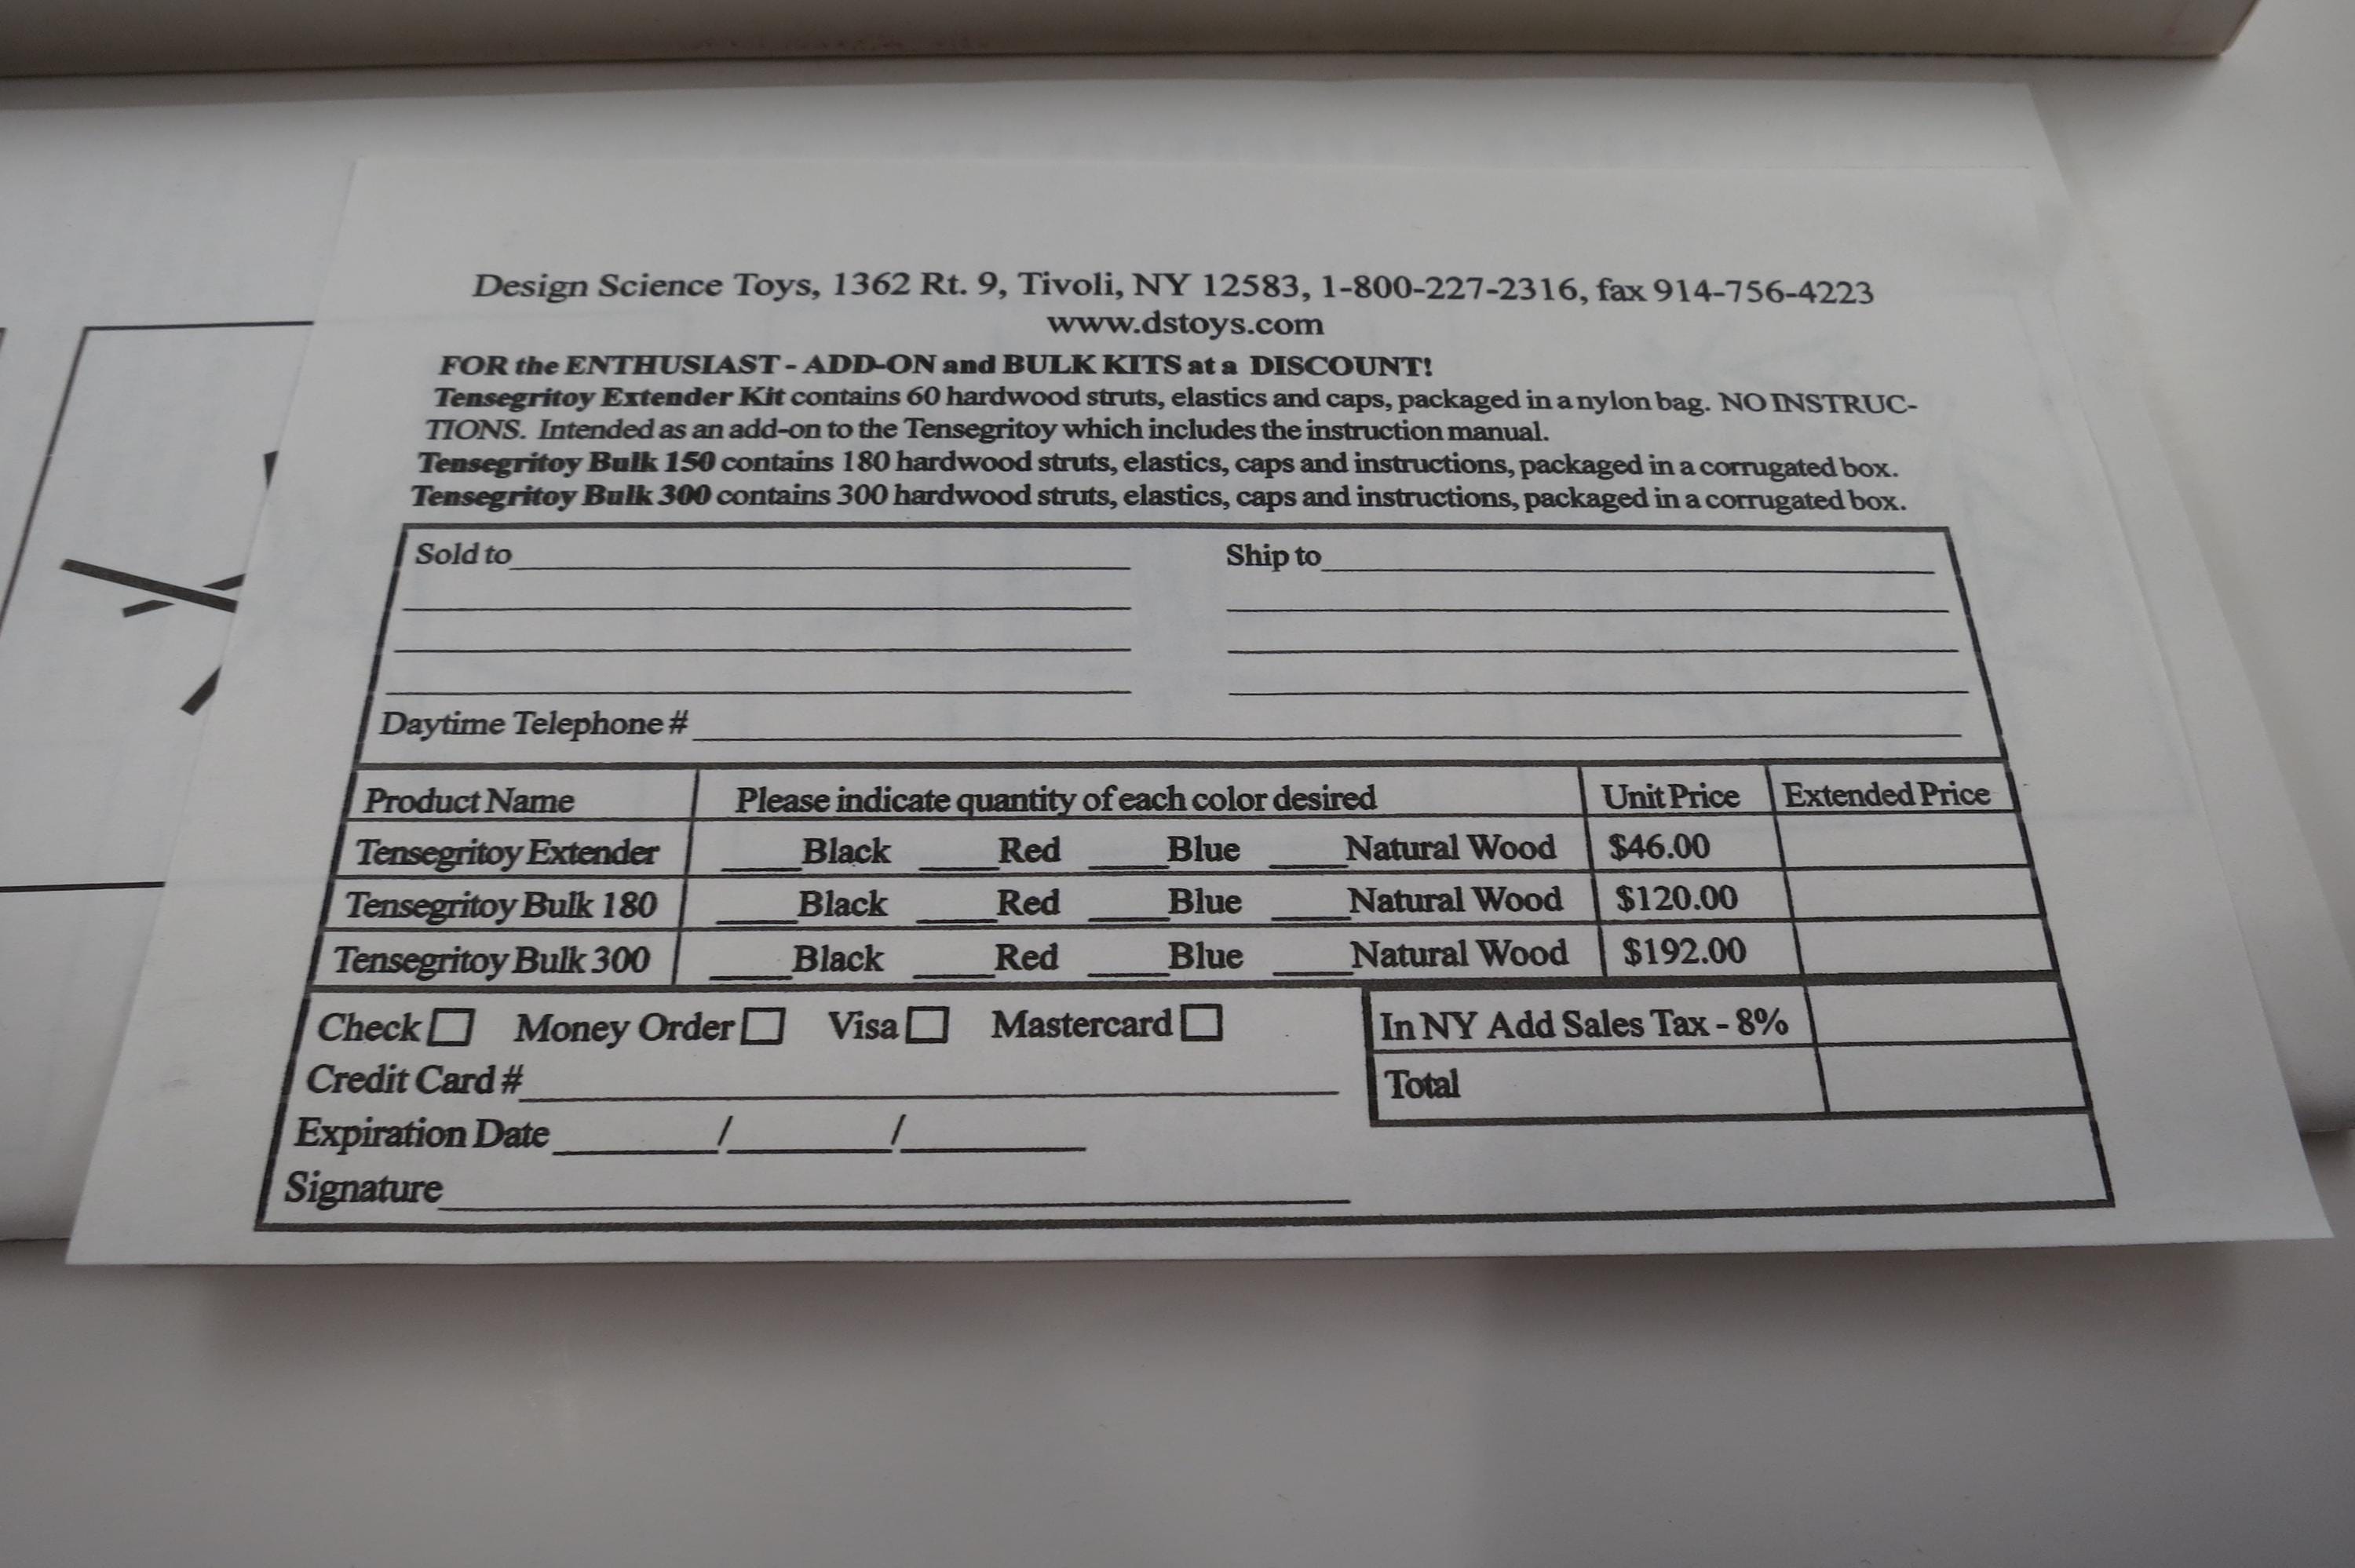 Design Science Toys, 1362 Rt. 9, Tivoli, NY 12583, 1-800-227-2316, fax 914-756-4223
www.dstoys.com
FOR the ENTHUSIAST - ADD-ON and BULK KITS at a DISCOUNT!
Tensegritoy Extender Kit contains 60 hardwood struts, elastics and caps, packaged in a nylon bag. NO INSTRUC-
TIONS. Intended as an add-on to the Tensegritoy which includes the instruction manual.
Tensegritoy Bulk 150 contains 180 hardwood struts, elastics, caps and instructions, packaged in a corrugated box.
Tensegritoy Bulk 300 contains 300 hardwood struts, elastics, caps and instructions, packaged in a corrugated box.
Sold to Ship to
Daytime Telephone #
Product Name Please indicate quantity of each color desired Unit Price Extended Price
Tensegritoy Extender Black Red Blue Natural Wood $46.00
Tensegritoy Bulk 180 Black Red Blue Natural Wood $120.00
Tensegritoy Bulk 300 Black Red Blue Natural Wood $192.00
Check Money Order Visa Mastercard In NY Add Sales Tax - 8%
Credit Card # Total
Expiration Date / /
Signature